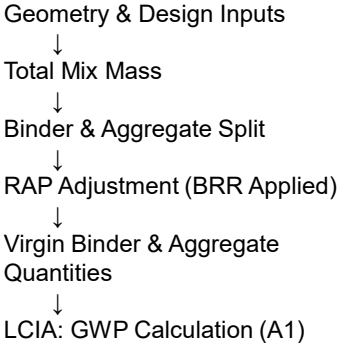 Geometry & Design Inputs
↓
Total Mix Mass
↓
Binder & Aggregate Split
↓
RAP Adjustment (BRR Applied)
↓
Virgin Binder & Aggregate
Quantities
↓
LCIA: GWP Calculation (A1)